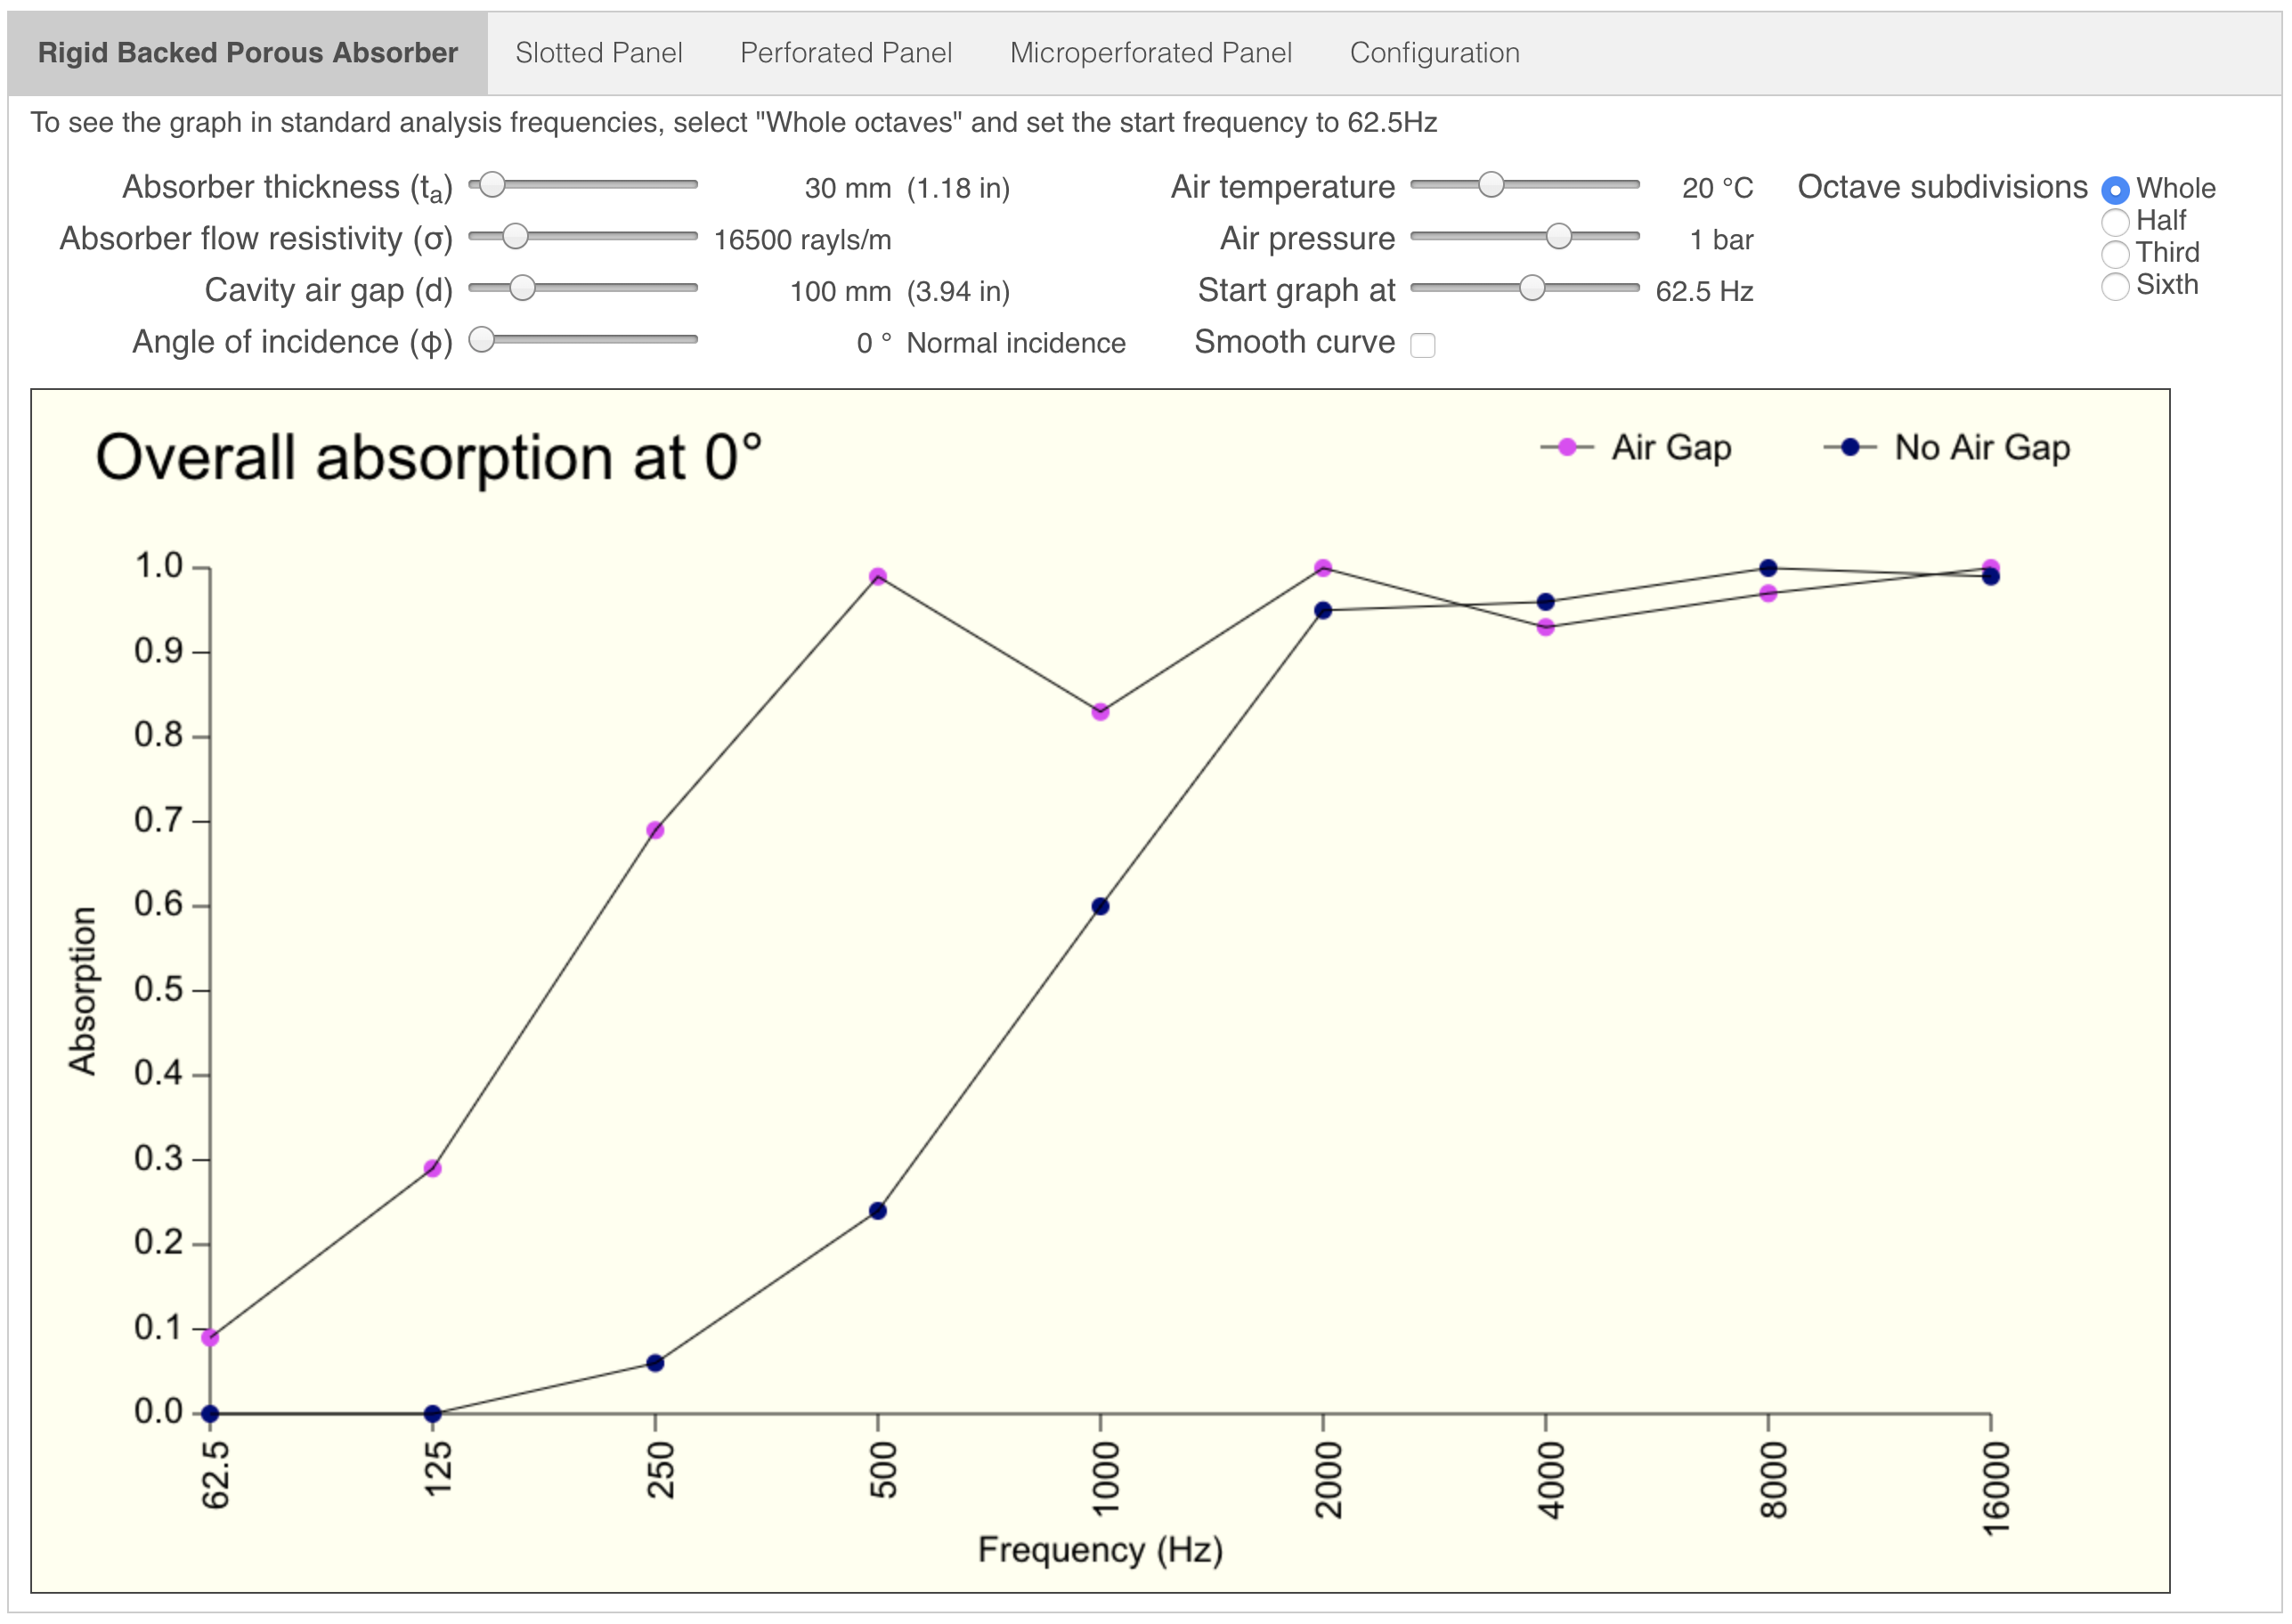 Rigid Backed Porous Absorber Slotted Panel Perforated Panel Microperforated Panel Configuration
To see the graph in standard analysis frequencies, select "Whole octaves" and set the start frequency to 62.5Hz
Absorber thickness (ta) 30 mm (1.18 in) Air temperature 20 °C Octave subdivisions Whole
Half
Absorber flow resistivity (σ) 16500 rayls/m Air pressure 1 bar
Third
Cavity air gap (d) 100 mm (3.94 in) Start graph at 62.5 Hz
Sixth
Angle of incidence (ϕ) 0 ° Normal incidence Smooth curve
Overall absorption at 0°
Air Gap No Air Gap
1.0
0.9
0.8
0.7
0.6
0.5
0.4
0.3
0.2
0.1
0.0
Absorption
62.5 125 250 500 1000 2000 4000 8000 16000
Frequency (Hz)